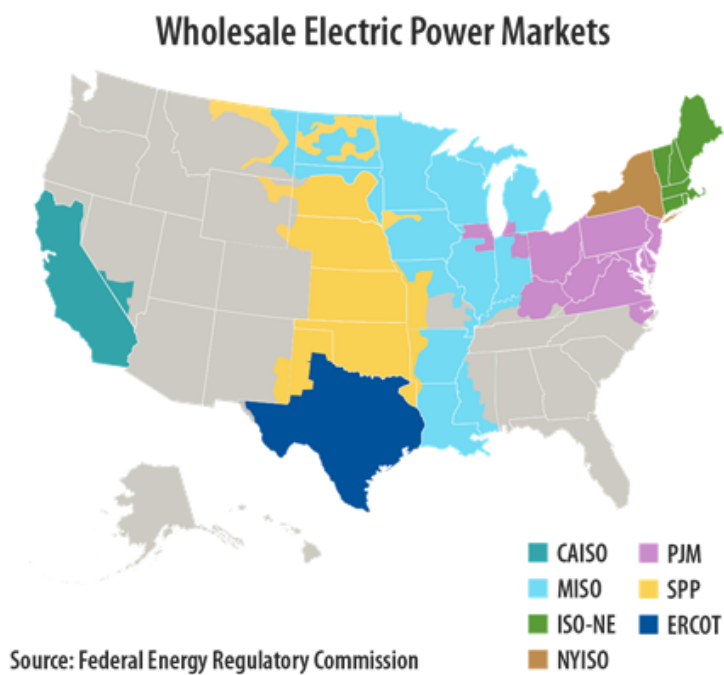 Wholesale Electric Power Markets
CAISO
PJM
MISO
SPP
ISO-NE
ERCOT
NYISO
Source: Federal Energy Regulatory Commission